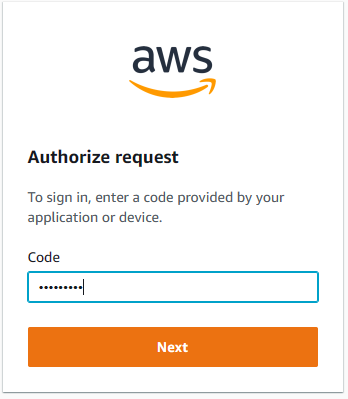 aws
Authorize request
To sign in, enter a code provided by your
application or device.
Code
•••••••••
Next